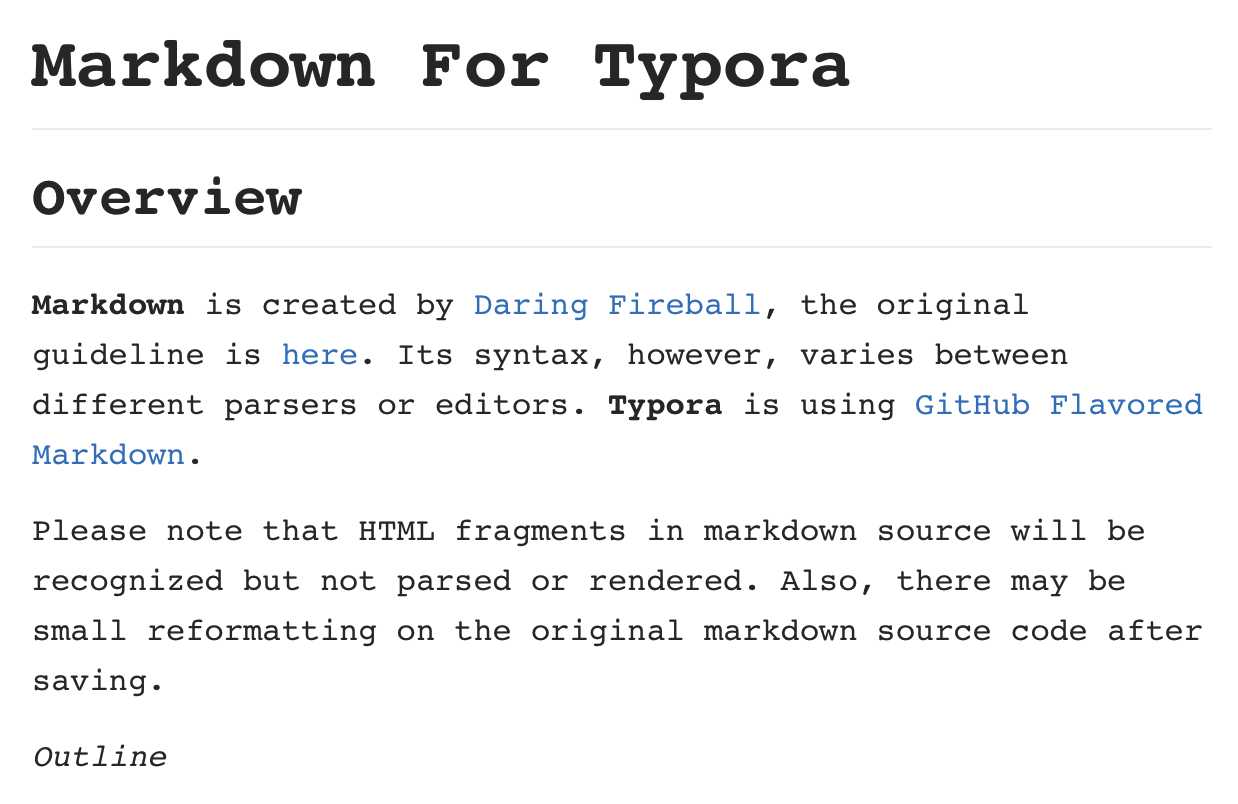 Markdown For Typora
Overview
Markdown is created by Daring Fireball, the original
guideline is here. Its syntax, however, varies between
different parsers or editors. Typora is using GitHub Flavored
Markdown.
Please note that HTML fragments in markdown source will be
recognized but not parsed or rendered. Also, there may be
small reformatting on the original markdown source code after
saving.
Outline